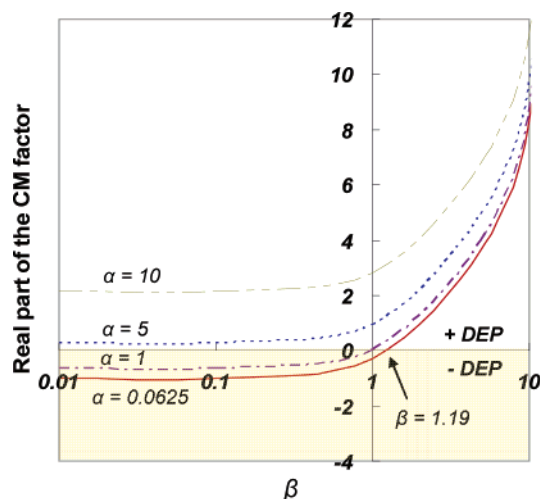 12
10
8
6
4
2
0
-2
-4
Real part of the CM factor
α = 10
α = 5
α = 1
α = 0.0625
+ DEP
- DEP
0.01
0.1
1
10
β = 1.19
β